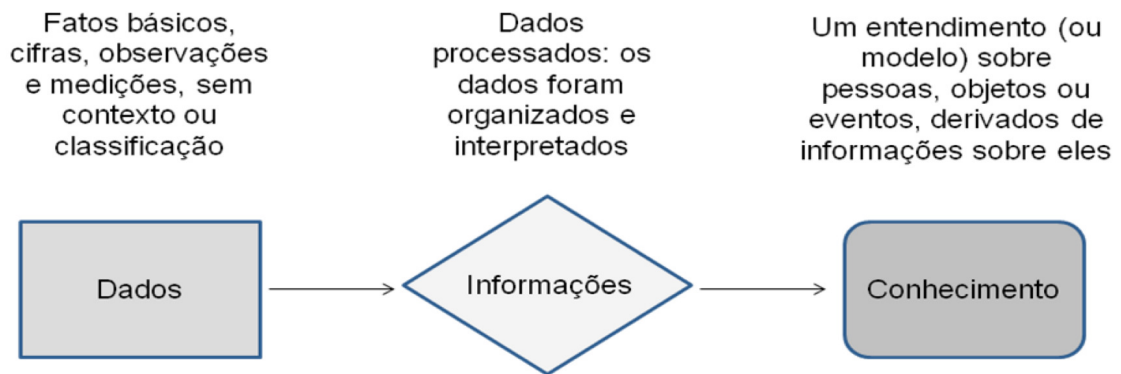 Fatos básicos,
cifras, observações
e medições, sem
contexto ou
classificação
Dados
processados: os
dados foram
organizados e
interpretados
Um entendimento (ou
modelo) sobre
pessoas, objetos ou
eventos, derivados de
informações sobre eles
Dados
Informações
Conhecimento